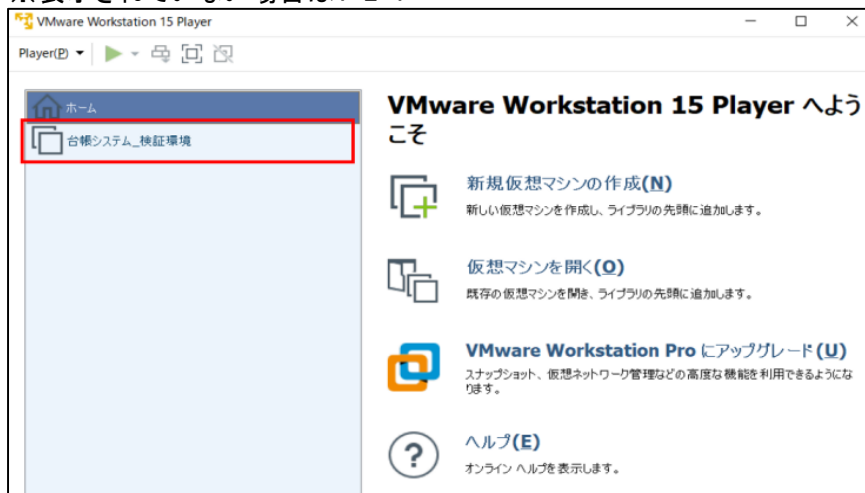 VMware Workstation 15 Player
Player(P)
ホーム
台帳システム_検証環境
VMware Workstation 15 Player へよう
こそ
新規仮想マシンの作成(N)
新しい仮想マシンを作成し、ライブラリの先頭に追加します。
仮想マシンを開く(O)
既存の仮想マシンを開き、ライブラリの先頭に追加します。
VMware Workstation Pro にアップグレード(U)
スナップショット、仮想ネットワーク管理などの高度な機能を利用できるようにな
ります。
ヘルプ(E)
オンライン ヘルプを表示します。